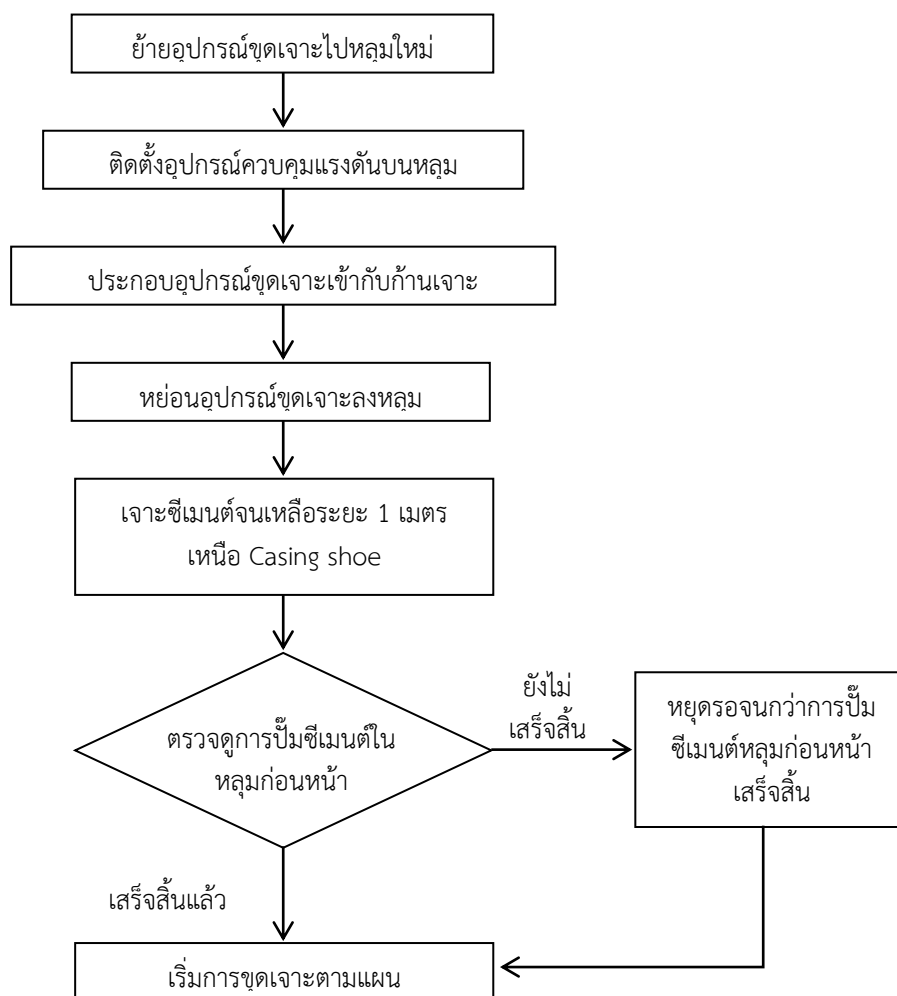 ย้ายอุปกรณ์ขุดเจาะไปหลุมใหม่
ติดตั้งอุปกรณ์ควบคุมแรงดันบนหลุม
ประกอบอุปกรณ์ขุดเจาะเข้ากับก้านเจาะ
หย่อนอุปกรณ์ขุดเจาะลงหลุม
เจาะซีเมนต์จนเหลือระยะ 1 เมตร
เหนือ Casing shoe
ตรวจดูการปั๊มซีเมนต์ใน
หลุมก่อนหน้า
ยังไม่
เสร็จสิ้น
หยุดรอจนกว่าการปั๊ม
ซีเมนต์หลุมก่อนหน้า
เสร็จสิ้น
เสร็จสิ้นแล้ว
เริ่มการขุดเจาะตามแผน